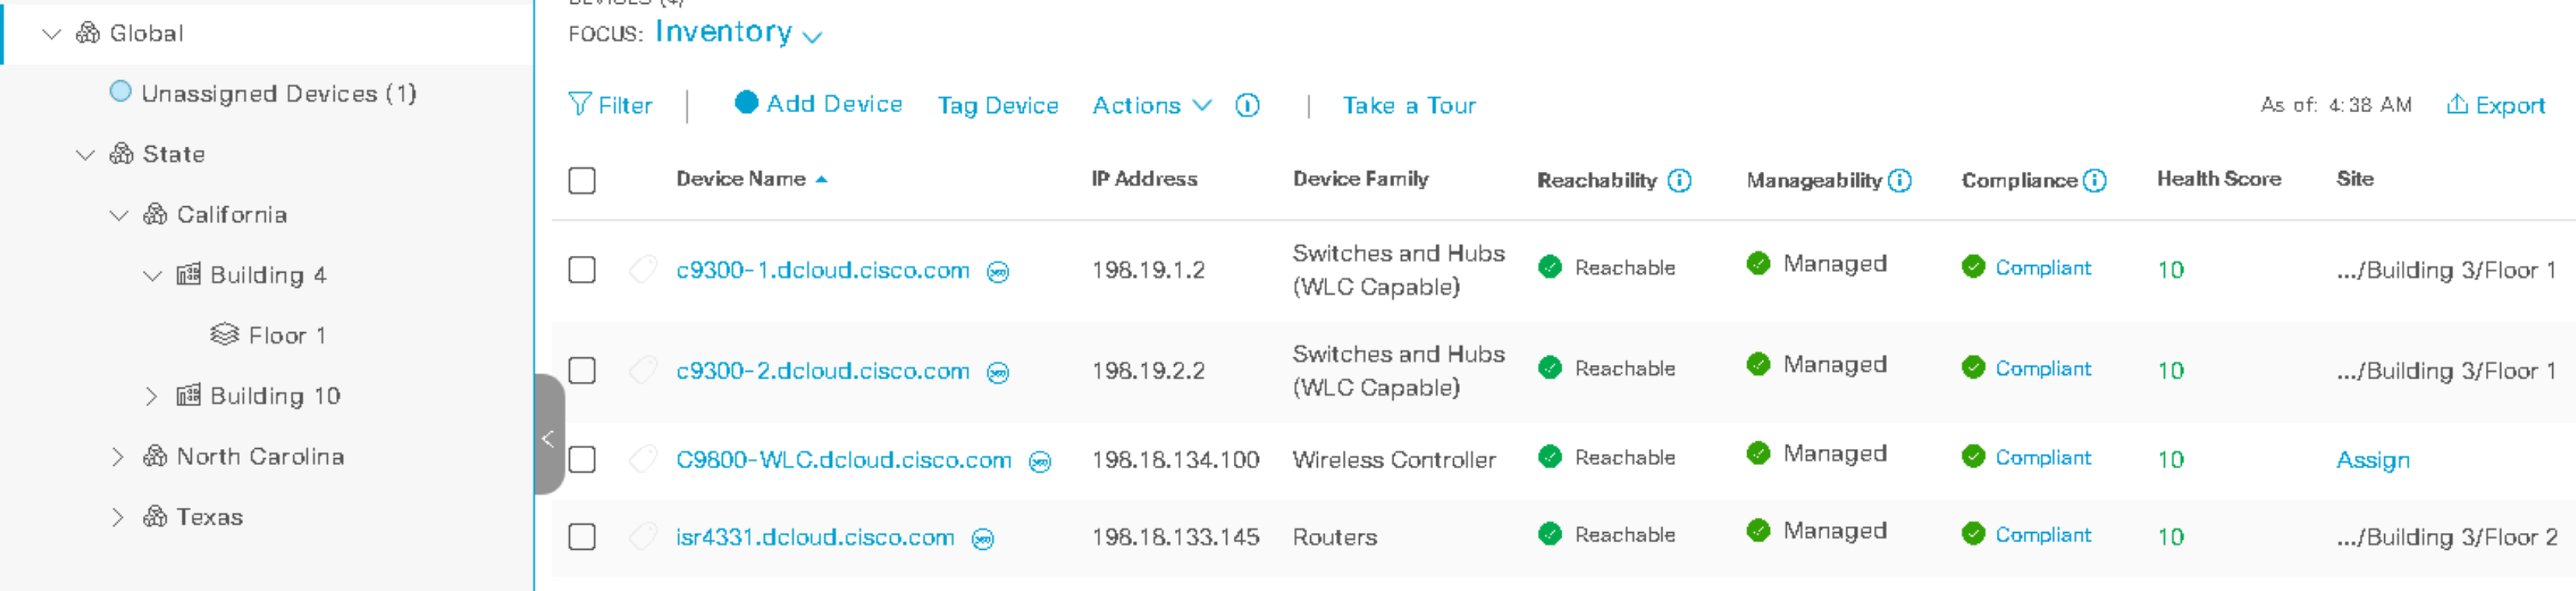 Global
Unassigned Devices (1)
State
California
Building 4
Floor 1
Building 10
North Carolina
Texas
DEVICES (4)
FOCUS: Inventory
Filter | Add Device Tag Device Actions | Take a Tour As of: 4:38 AM Export
Device Name IP Address Device Family Reachability Manageability Compliance Health Score Site
c9300-1.dcloud.cisco.com 198.19.1.2 Switches and Hubs (WLC Capable) Reachable Managed Compliant 10 .../Building 3/Floor 1
c9300-2.dcloud.cisco.com 198.19.2.2 Switches and Hubs (WLC Capable) Reachable Managed Compliant 10 .../Building 3/Floor 1
C9800-WLC.dcloud.cisco.com 198.18.134.100 Wireless Controller Reachable Managed Compliant 10 Assign
isr4331.dcloud.cisco.com 198.18.133.145 Routers Reachable Managed Compliant 10 .../Building 3/Floor 2